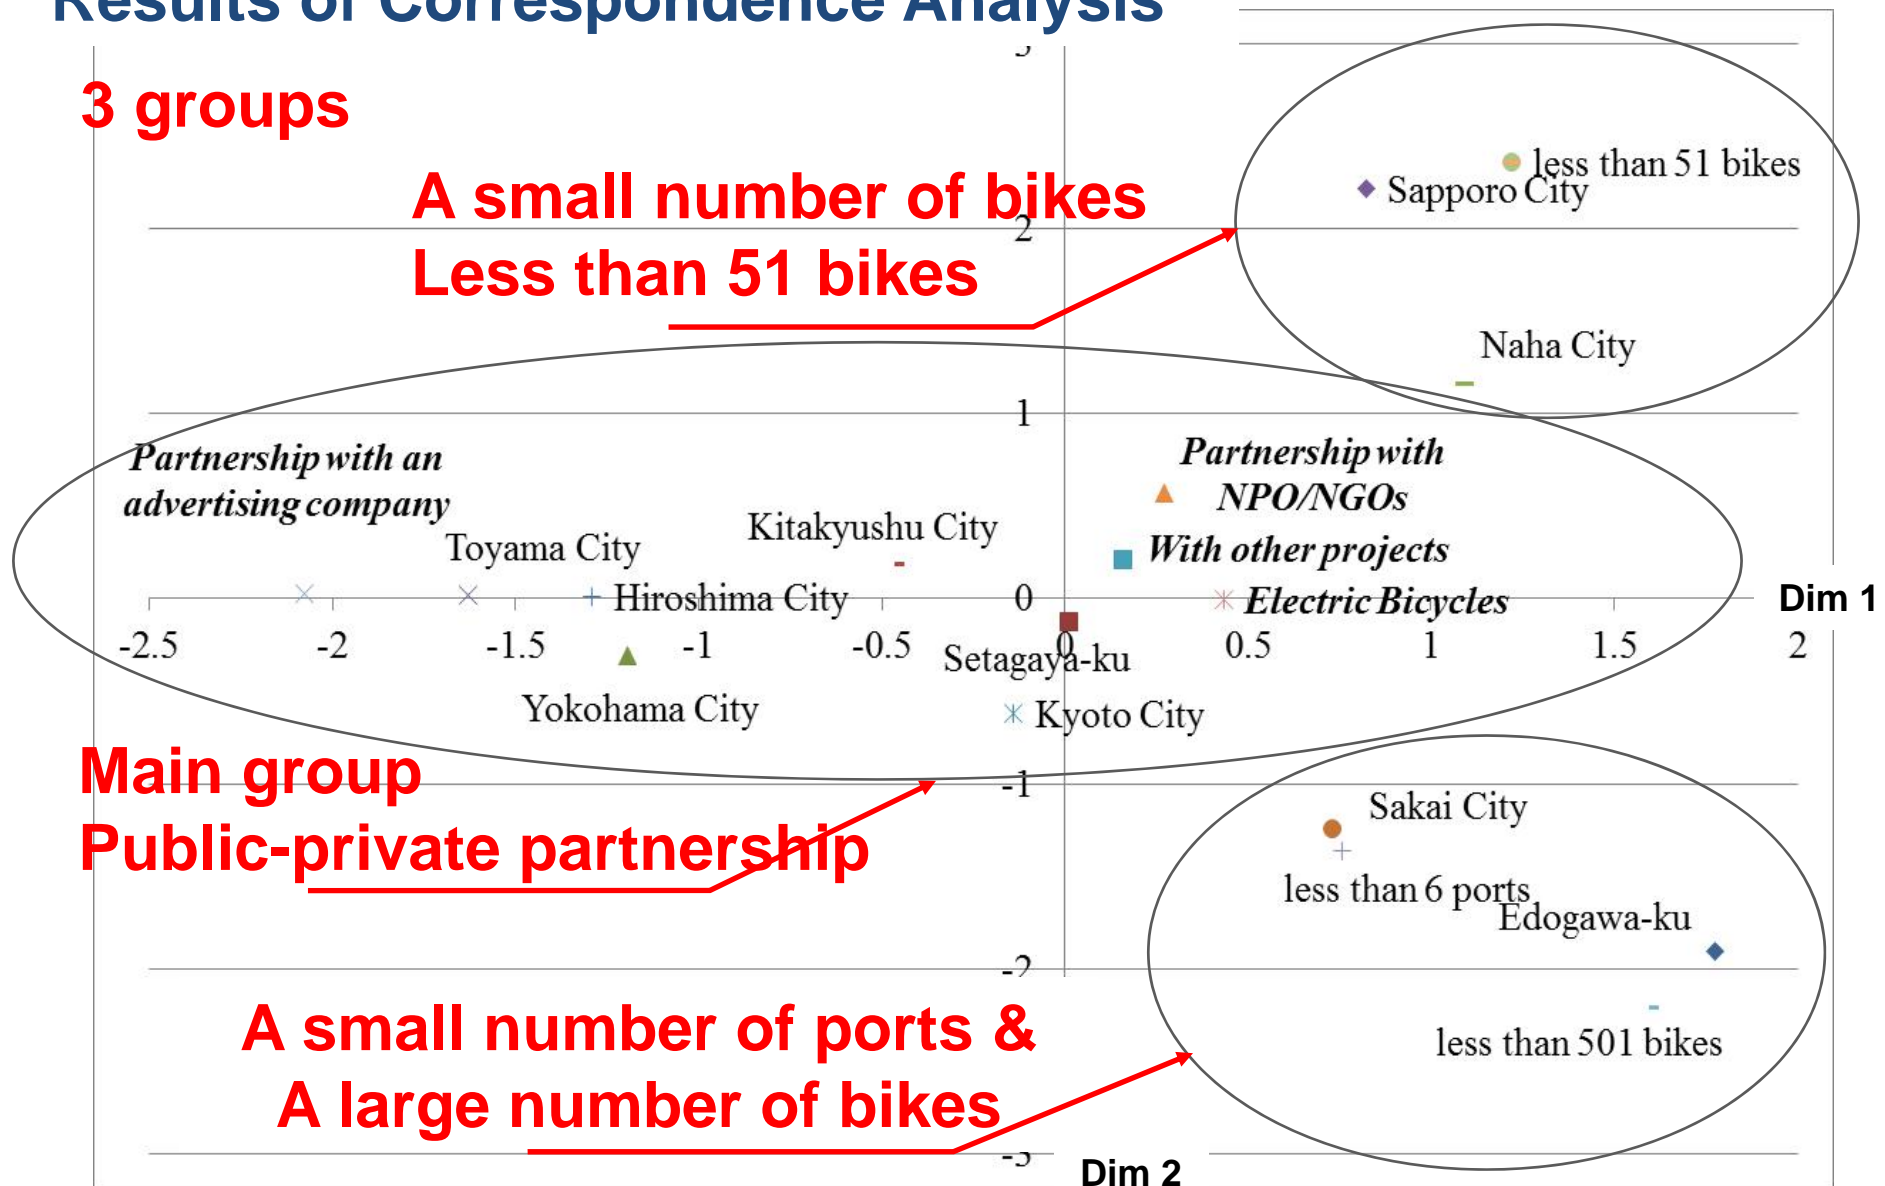 Results of Correspondence Analysis
3
3 groups
less than 51 bikes
A small number of bikes
Sapporo City
2
Less than 51 bikes
Naha City
1
Partnership with an
advertising company
Partnership with
NPO/NGOs
Kitakyushu City
Toyama City
With other projects
Hiroshima City
0
Electric Bicycles
Dim 1
-2.5 -2 -1.5 -1 -0.5 0 0.5 1 1.5 2
Setagaya-ku
Yokohama City
Kyoto City
Main group
-1
Public-private partnership
Sakai City
less than 6 ports
Edogawa-ku
-2
A small number of ports &
A large number of bikes
less than 501 bikes
-3
Dim 2